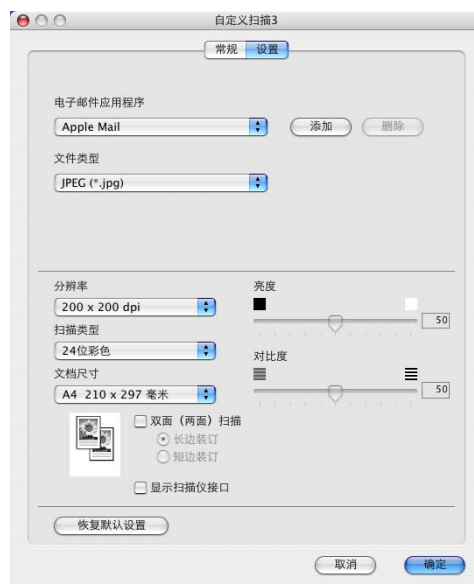 自定义扫描3
常规 设置
电子邮件应用程序
Apple Mail 添加 删除
文件类型
JPEG (*.jpg)
分辨率 亮度
200 x 200 dpi 50
扫描类型
24位彩色 对比度
文档尺寸
A4 210 x 297 毫米 50
双面（两面）扫描
长边装订
短边装订
显示扫描仪接口
恢复默认设置
取消 确定